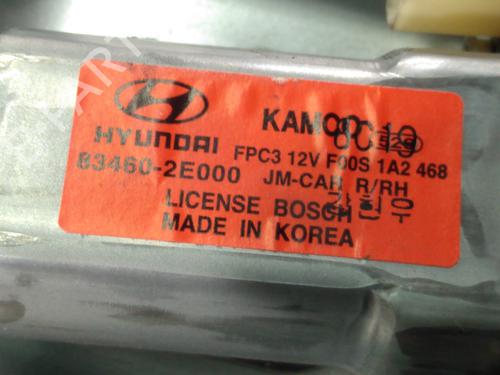 HYUNDAI KAMCO
83460-2E000 FPC3 12V F00S 1A2 468
JM-CAR R/RH
LICENSE BOSCH
MADE IN KOREA